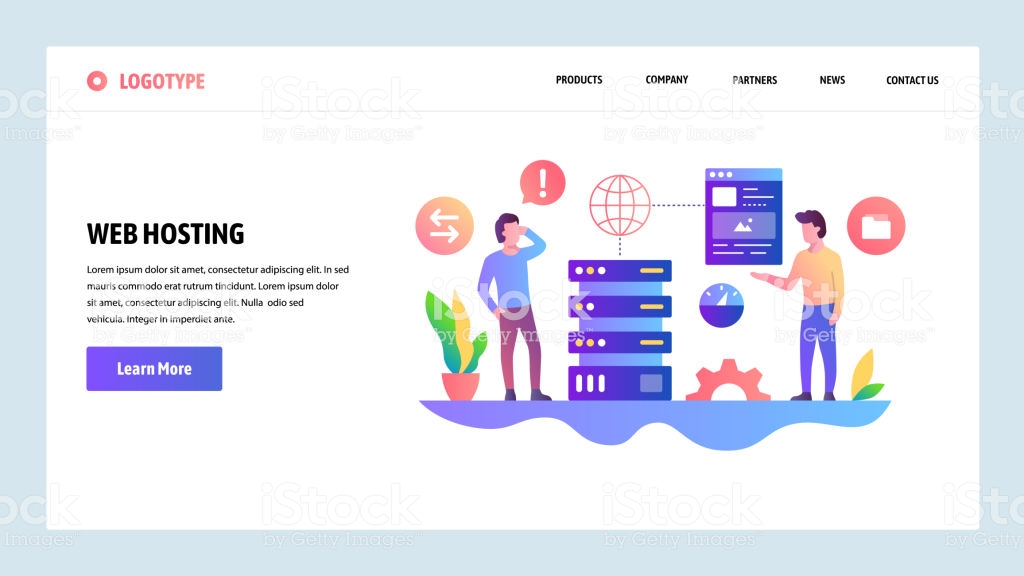 LOGOTYPE
PRODUCTS COMPANY PARTNERS NEWS CONTACT US
WEB HOSTING
Lorem ipsum dolor sit amet, consectetur adipiscing elit. In sed
mauris commodo erat rutrum tincidunt. Lorem ipsum dolor
sit amet, consectetur adipiscing elit. Nulla odio sed
vehicula. Integer in imperdiet ante.
Learn More
iStock
by Getty Images™